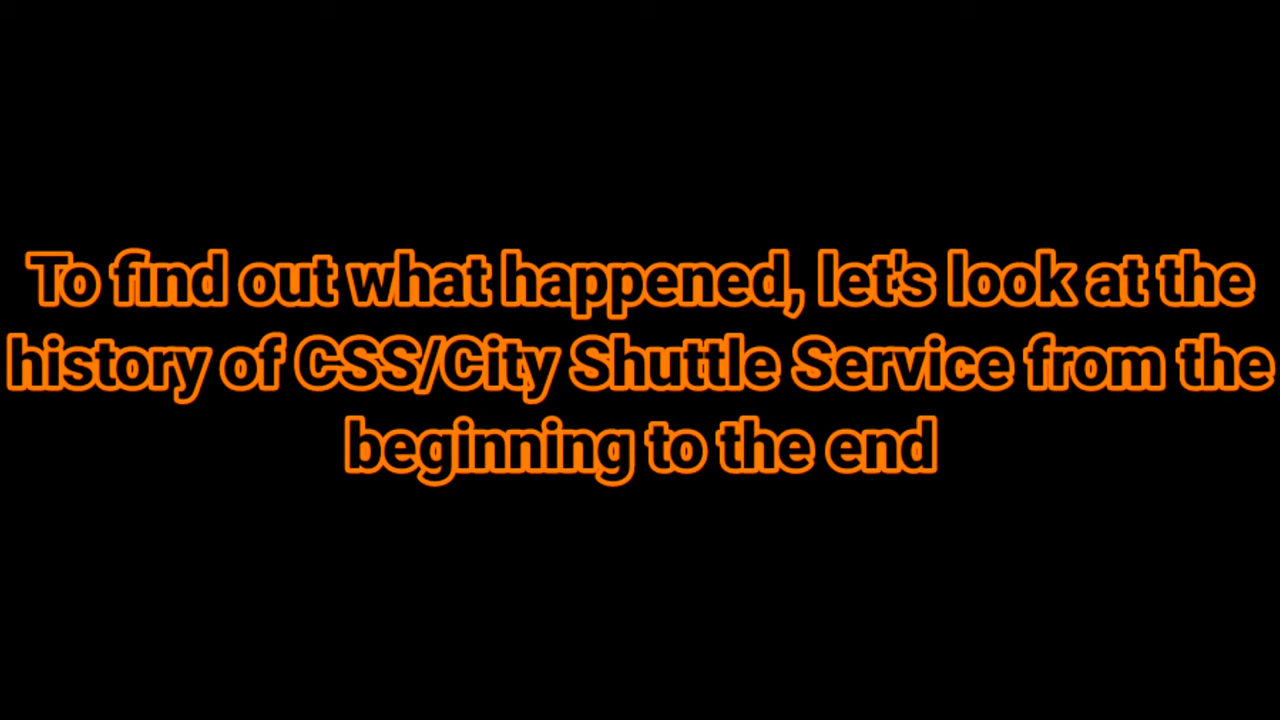 To find out what happened, let's look at the
history of CSS/City Shuttle Service from the
beginning to the end